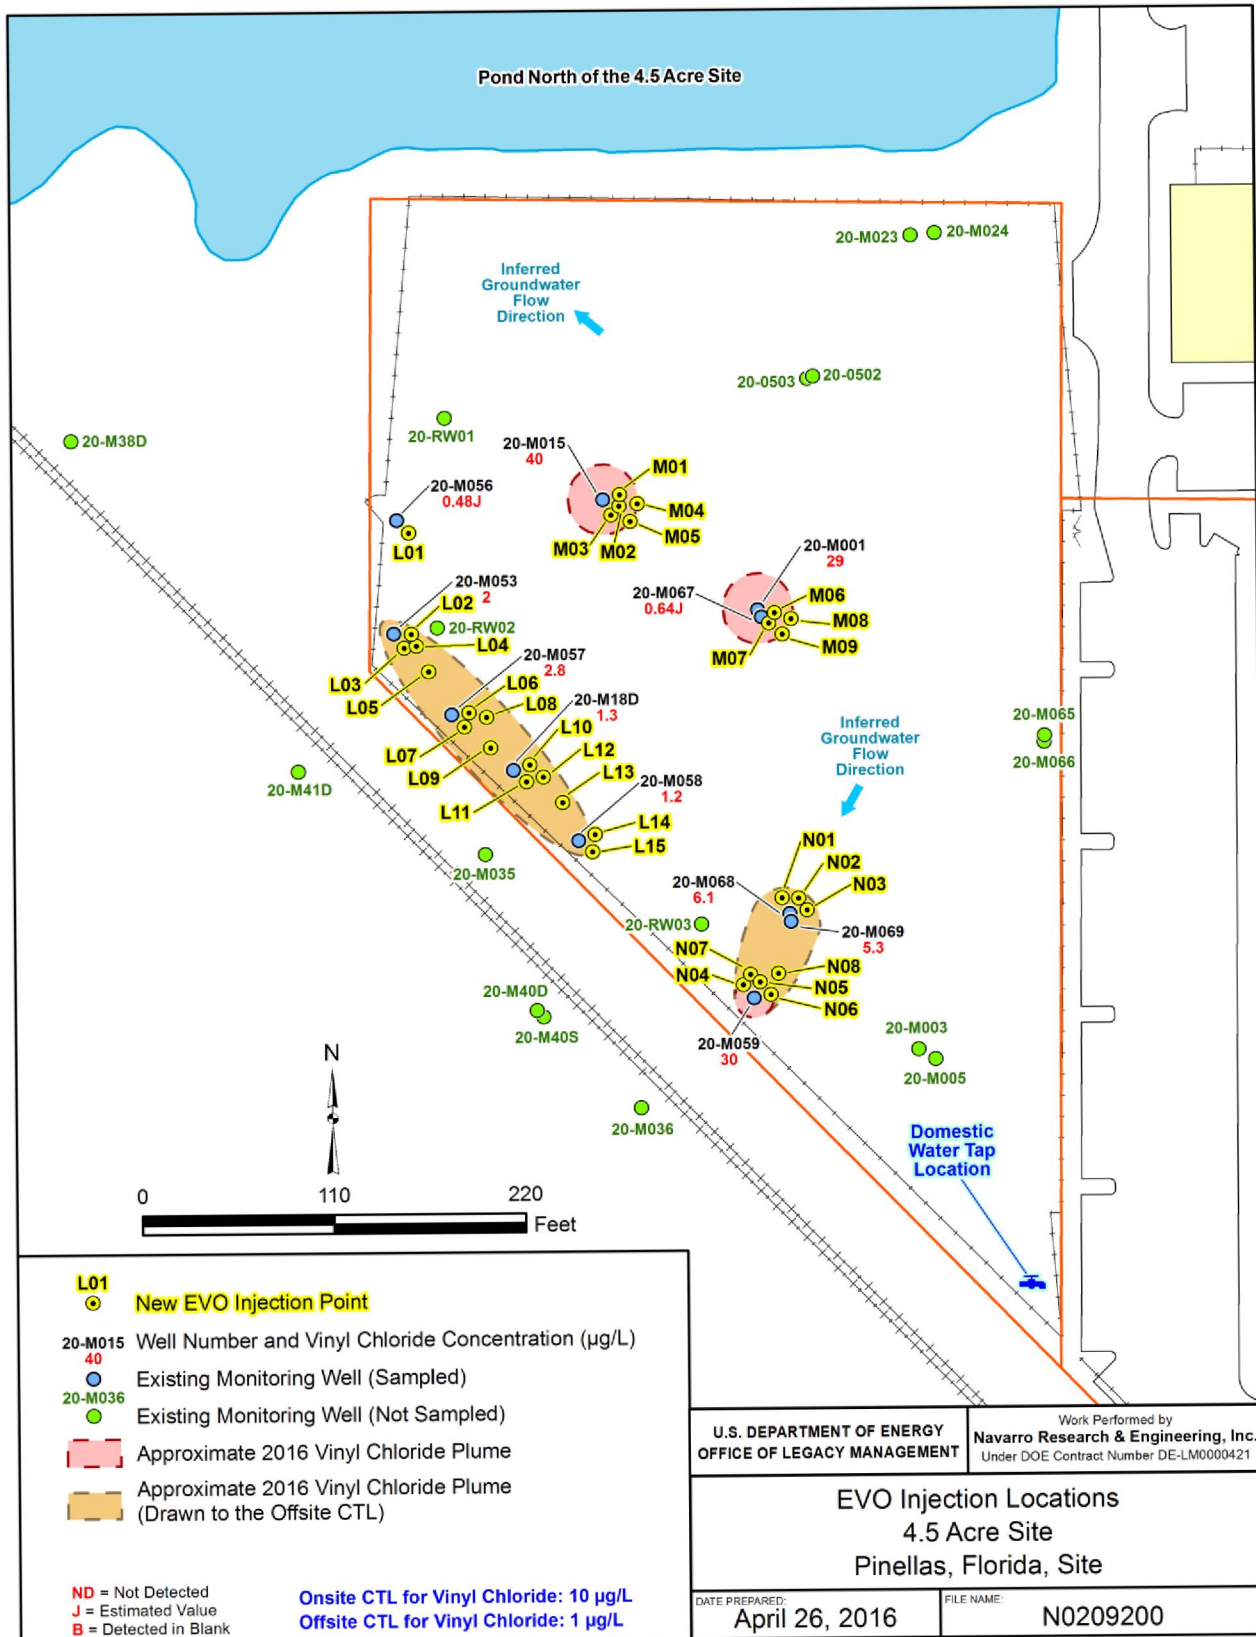 Pond North of the 4.5 Acre Site
20-M023
20-M024
Inferred
Groundwater
Flow
Direction
20-0503
20-0502
20-M38D
20-RW01
20-M015
40
M01
M04
M05
M03
M02
20-M056
0.48J
L01
20-M001
29
20-M067
0.64J
M06
M08
M09
M07
20-M053
2
L02
20-RW02
L04
L03
L05
20-M057
2.8
L06
L08
20-M18D
1.3
L10
L12
L07
L09
L13
L11
20-M058
1.2
L14
L15
20-M065
20-M066
Inferred
Groundwater
Flow
Direction
20-M41D
20-M035
N01
N02
N03
20-M068
6.1
20-M069
5.3
20-RW03
N07
N08
N04
N05
N06
20-M059
30
20-M40D
20-M40S
20-M003
20-M005
20-M036
Domestic
Water Tap
Location
N
0
110
220
Feet
L01
New EVO Injection Point
20-M015
40
Well Number and Vinyl Chloride Concentration (µg/L)
Existing Monitoring Well (Sampled)
20-M036
Existing Monitoring Well (Not Sampled)
Approximate 2016 Vinyl Chloride Plume
Approximate 2016 Vinyl Chloride Plume
(Drawn to the Offsite CTL)
ND = Not Detected
J = Estimated Value
B = Detected in Blank
Onsite CTL for Vinyl Chloride: 10 µg/L
Offsite CTL for Vinyl Chloride: 1 µg/L
U.S. DEPARTMENT OF ENERGY
OFFICE OF LEGACY MANAGEMENT
Work Performed by
Navarro Research & Engineering, Inc.
Under DOE Contract Number DE-LM0000421
EVO Injection Locations
4.5 Acre Site
Pinellas, Florida, Site
DATE PREPARED:
April 26, 2016
FILE NAME:
N0209200